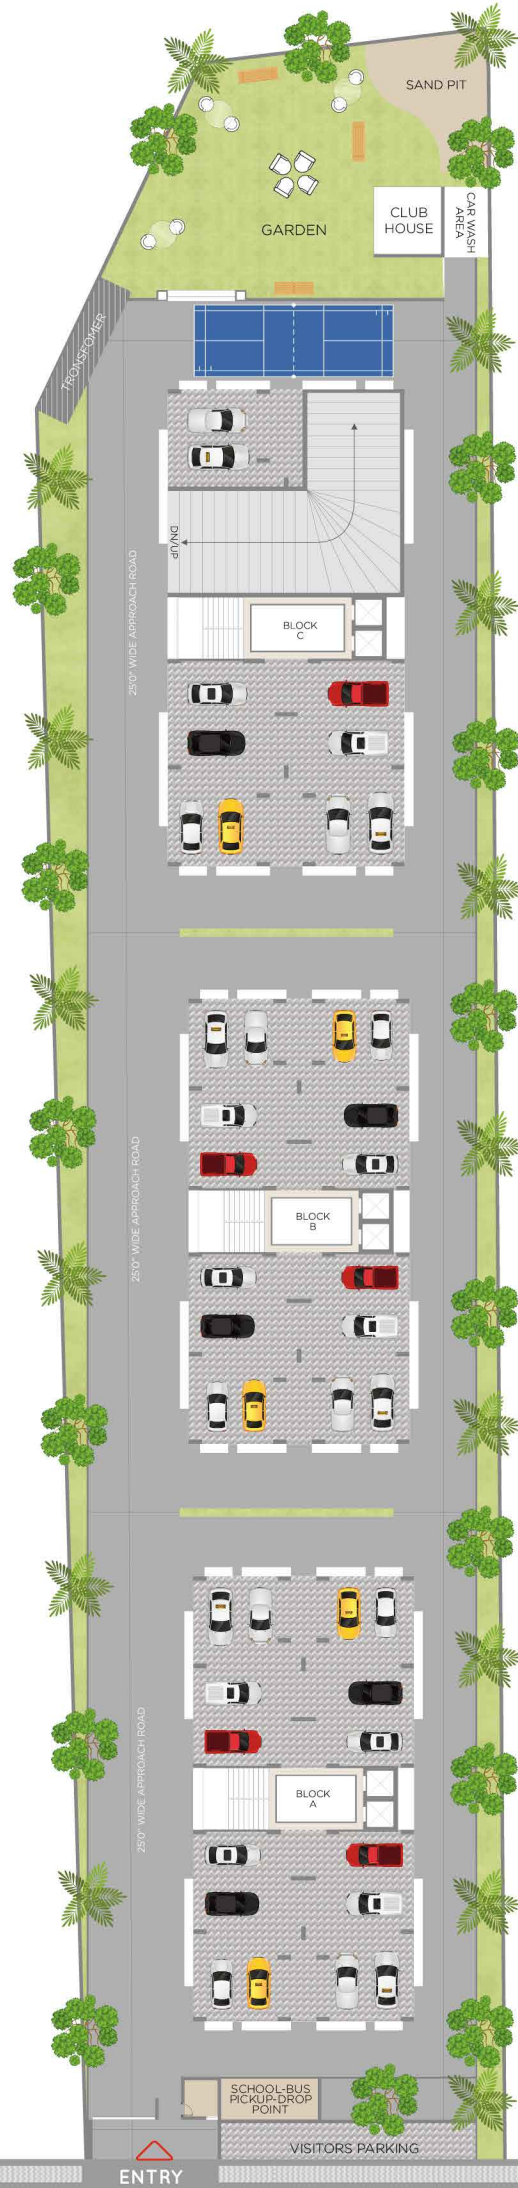 SAND PIT
CLUB
HOUSE
CAR WASH
AREA
GARDEN
TRONSFOMER
DN/UP
25'0" WIDE APPROACH ROAD
BLOCK
C
25'0" WIDE APPROACH ROAD
BLOCK
B
25'0" WIDE APPROACH ROAD
BLOCK
A
SCHOOL-BUS
PICKUP-DROP
POINT
VISITORS PARKING
ENTRY